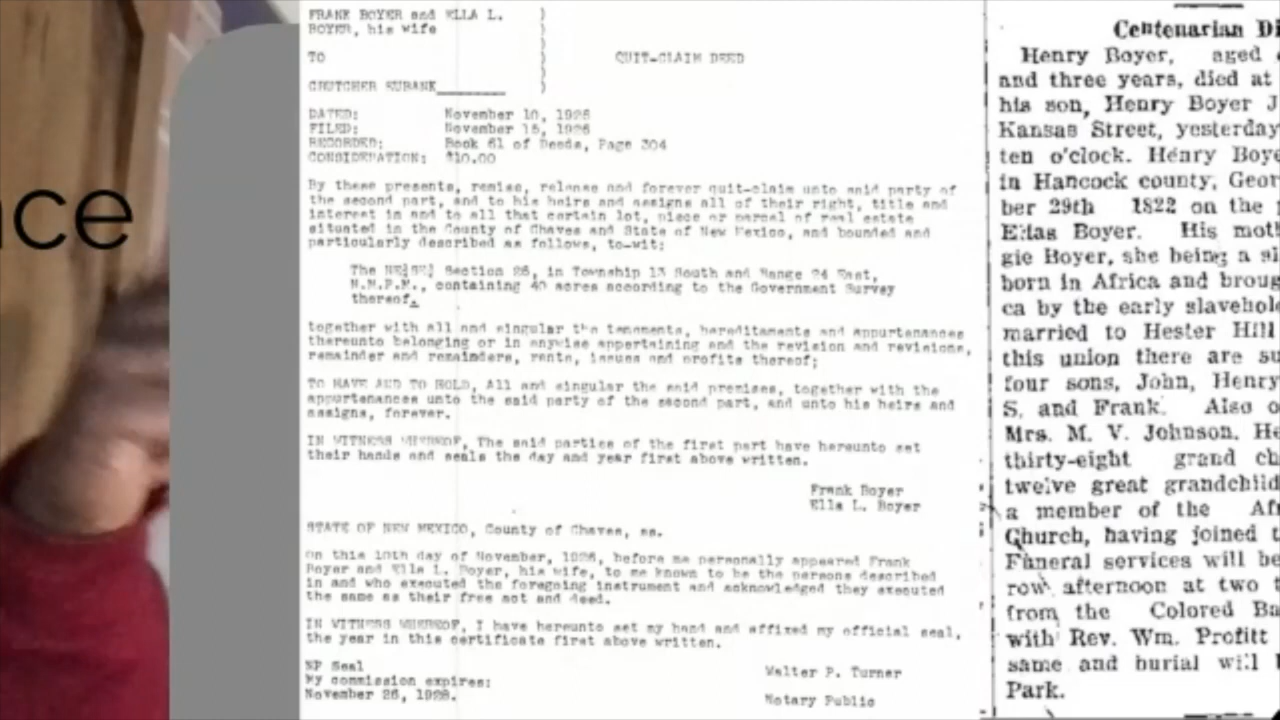 nce
FRANK BOYER and ELLA L.
BOYER, his wife
TO
QUIT-CLAIM DEED
CRUTCHER EUBANK
DATED: November 10, 1926
FILED: November 15, 1926
RECORDED: Book 61 of Deeds, Page 304
CONSIDERATION: $10.00
By these presents, remise, release and forever quit-claim unto said party of
the second part, and to his heirs and assigns all of their right, title and
interest in and to all that certain lot, piece or parcel of real estate
situated in the County of Chaves and State of New Mexico, and bounded and
particularly described as follows, to-wit:
The Section 26, in Township 13 South and Range 24 East,
N.M.P.M., containing 40 acres according to the Government Survey
thereof.
together with all and singular the tenements, hereditaments and appurtenances
thereunto belonging or in anywise appertaining and the revision and revisions,
remainder and remainders, rents, issues and profits thereof;
TO HAVE AND TO HOLD, All and singular the said premises, together with the
appurtenances unto the said party of the second part, and unto his heirs and
assigns, forever.
IN WITNESS WHEREOF, The said parties of the first part have hereunto set
their hands and seals the day and year first above written.
Frank Boyer
Ella L. Boyer
STATE OF NEW MEXICO, County of Chaves, ss.
On this 10th day of November, 1926, before me personally appeared Frank
Boyer and Ella L. Boyer, his wife, to me known to be the persons described
in and who executed the foregoing instrument and acknowledged they executed
the same as their free act and deed.
IN WITNESS WHEREOF, I have hereunto set my hand and affixed my official seal,
the year in this certificate first above written.
NP Seal
My commission expires:
November 26, 1928.
Walter P. Turner
Notary Public
Centenarian Di
Henry Boyer, aged
and three years, died at
his son, Henry Boyer J
Kansas Street, yesterday
ten o'clock. Henry Boye
in Hancock county, Geor
ber 29th 1822 on the
Elias Boyer. His mot
gie Boyer, she being a sl
born in Africa and broug
ca by the early slavehol
married to Hester Hill
this union there are su
four sons, John, Henry
S. and Frank. Also o
Mrs. M. V. Johnson. He
thirty-eight grand ch
twelve great grandchild
a member of the Af
Church, having joined t
Funeral services will be
row afternoon at two
from the Colored Ba
with Rev. Wm. Profitt
same and burial will
Park.